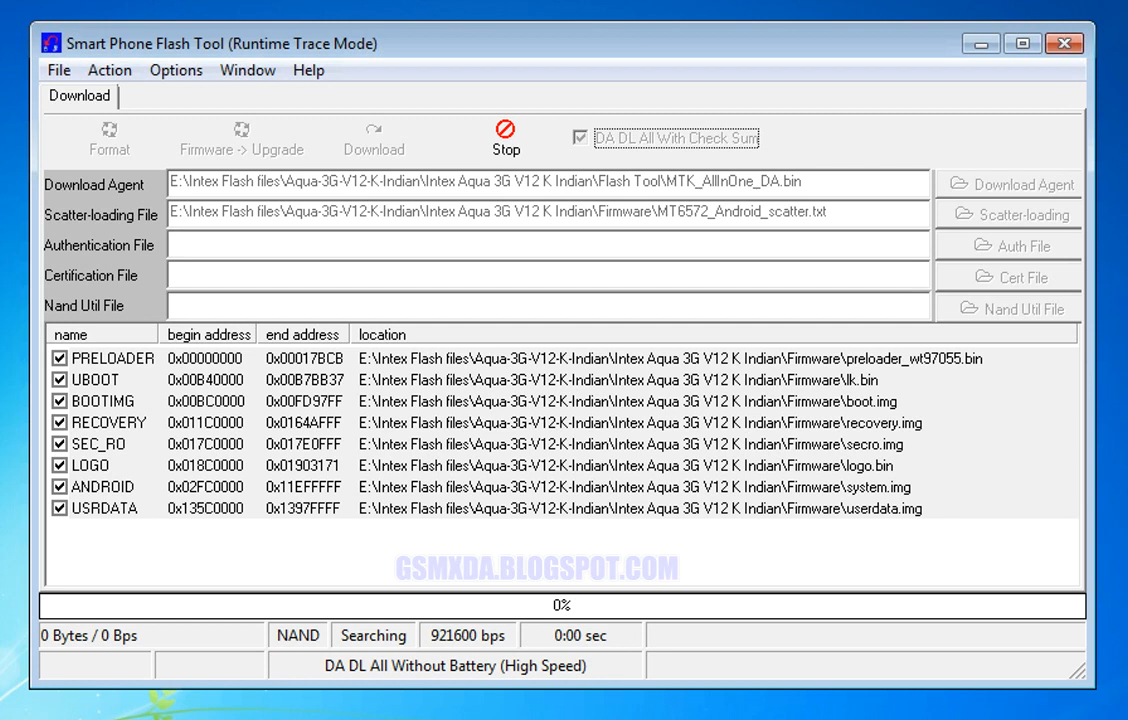 Smart Phone Flash Tool (Runtime Trace Mode)
File Action Options Window Help
Download
Format Firmware -> Upgrade Download Stop DA DL All With Check Sum
Download Agent E:\Intex Flash files\Aqua-3G-V12-K-Indian\Intex Aqua 3G V12 K Indian\Flash Tool\MTK_AllInOne_DA.bin Download Agent
Scatter-loading File E:\Intex Flash files\Aqua-3G-V12-K-Indian\Intex Aqua 3G V12 K Indian\Firmware\MT6572_Android_scatter.txt Scatter-loading
Authentication File Auth File
Certification File Cert File
Nand Util File Nand Util File
name begin address end address location
PRELOADER 0x00000000 0x00017BCB E:\Intex Flash files\Aqua-3G-V12-K-Indian\Intex Aqua 3G V12 K Indian\Firmware\preloader_wt97055.bin
UBOOT 0x00B40000 0x00B7BB37 E:\Intex Flash files\Aqua-3G-V12-K-Indian\Intex Aqua 3G V12 K Indian\Firmware\lk.bin
BOOTIMG 0x00BC0000 0x00FD97FF E:\Intex Flash files\Aqua-3G-V12-K-Indian\Intex Aqua 3G V12 K Indian\Firmware\boot.img
RECOVERY 0x011C0000 0x0164AFFF E:\Intex Flash files\Aqua-3G-V12-K-Indian\Intex Aqua 3G V12 K Indian\Firmware\recovery.img
SEC_RO 0x017C0000 0x017E0FFF E:\Intex Flash files\Aqua-3G-V12-K-Indian\Intex Aqua 3G V12 K Indian\Firmware\secro.img
LOGO 0x018C0000 0x01903171 E:\Intex Flash files\Aqua-3G-V12-K-Indian\Intex Aqua 3G V12 K Indian\Firmware\logo.bin
ANDROID 0x02FC0000 0x11EFFFFF E:\Intex Flash files\Aqua-3G-V12-K-Indian\Intex Aqua 3G V12 K Indian\Firmware\system.img
USRDATA 0x135C0000 0x1397FFFF E:\Intex Flash files\Aqua-3G-V12-K-Indian\Intex Aqua 3G V12 K Indian\Firmware\userdata.img
GSMXDA.BLOGSPOT.COM
0%
0 Bytes / 0 Bps NAND Searching 921600 bps 0:00 sec
DA DL All Without Battery (High Speed)